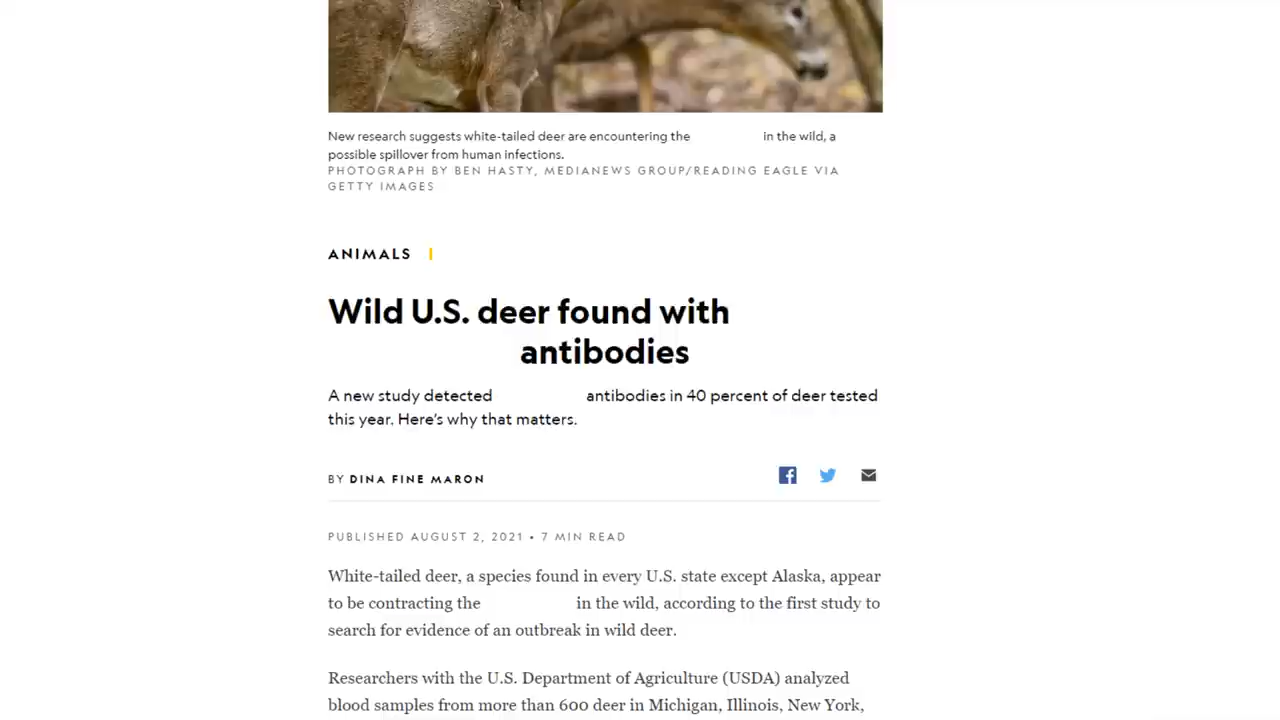 New research suggests white-tailed deer are encountering the in the wild, a
possible spillover from human infections.
PHOTOGRAPH BY BEN HASTY, MEDIANEWS GROUP/READING EAGLE VIA
GETTY IMAGES
ANIMALS
Wild U.S. deer found with
antibodies
A new study detected antibodies in 40 percent of deer tested
this year. Here's why that matters.
BY DINA FINE MARON
PUBLISHED AUGUST 2, 2021 • 7 MIN READ
White-tailed deer, a species found in every U.S. state except Alaska, appear
to be contracting the in the wild, according to the first study to
search for evidence of an outbreak in wild deer.
Researchers with the U.S. Department of Agriculture (USDA) analyzed
blood samples from more than 600 deer in Michigan, Illinois, New York,